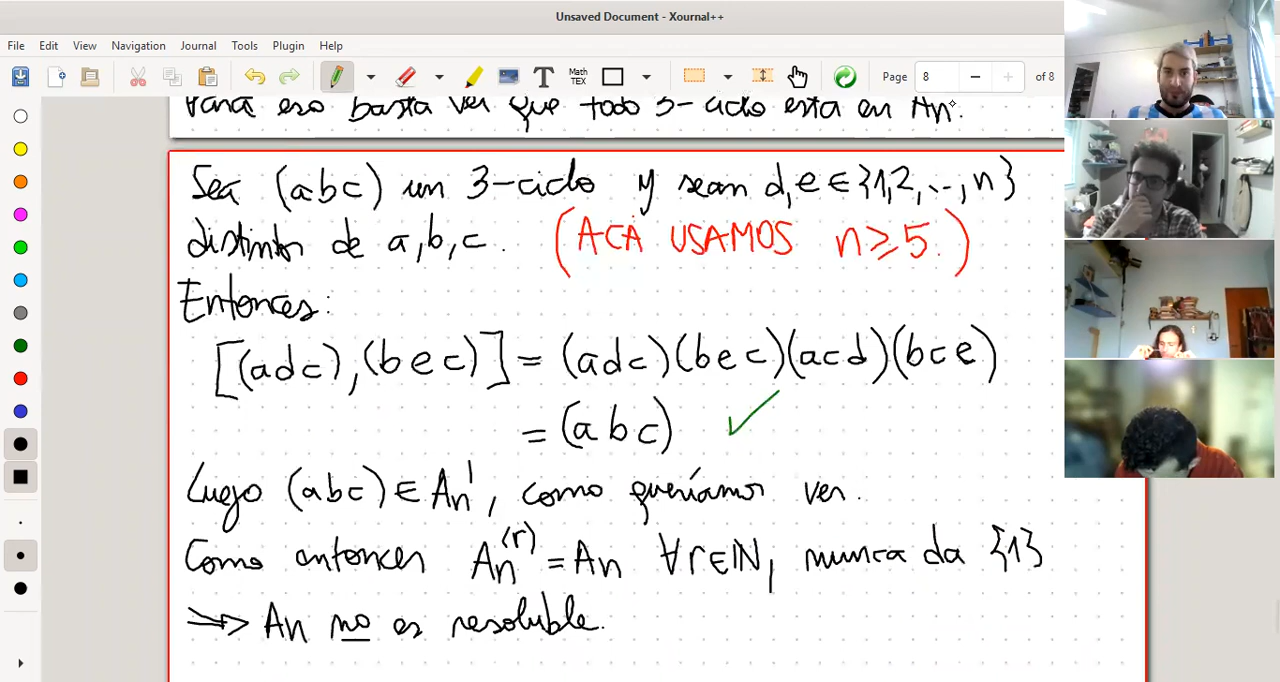 Unsaved Document - Xournal++
File Edit View Navigation Journal Tools Plugin Help
Math TEX Page 8 of 8
Para eso basta ver que todo 3-ciclo está en An'.
Sea (abc) un 3-ciclo y sean d,e ∈ {1,2,...,n}
distintos de a,b,c. (ACÁ USAMOS n≥5.)
Entonces:
[(adc),(bec)] = (adc)(bec)(acd)(bce)
= (abc) ✓
Luego (abc) ∈ An', como queríamos ver.
Como entonces An^(r) = An ∀r∈ℕ, nunca da {1}
⇒ An no es resoluble.